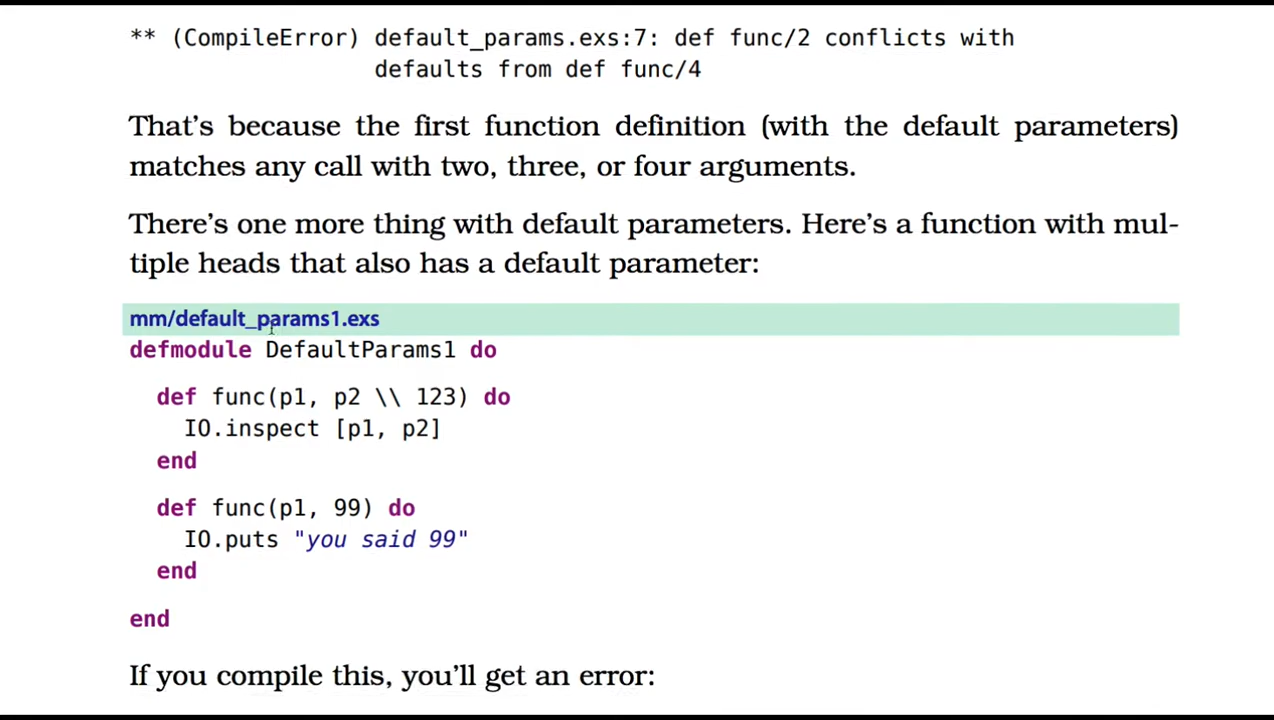 ** (CompileError) default_params.exs:7: def func/2 conflicts with
defaults from def func/4
That's because the first function definition (with the default parameters)
matches any call with two, three, or four arguments.
There's one more thing with default parameters. Here's a function with mul-
tiple heads that also has a default parameter:
mm/default_params1.exs
defmodule DefaultParams1 do
def func(p1, p2 \\ 123) do
IO.inspect [p1, p2]
end
def func(p1, 99) do
IO.puts "you said 99"
end
end
If you compile this, you'll get an error: